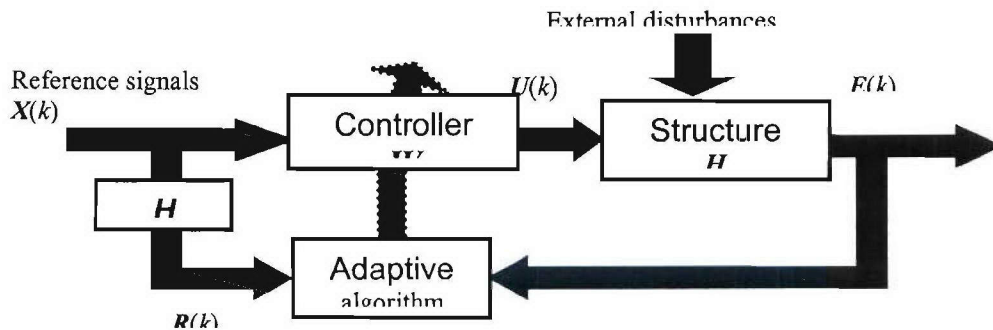 External disturbances
Reference signals
X(k)
U(k)
E(k)
Controller
W
Structure
H
H
Adaptive
algorithm
R(k)